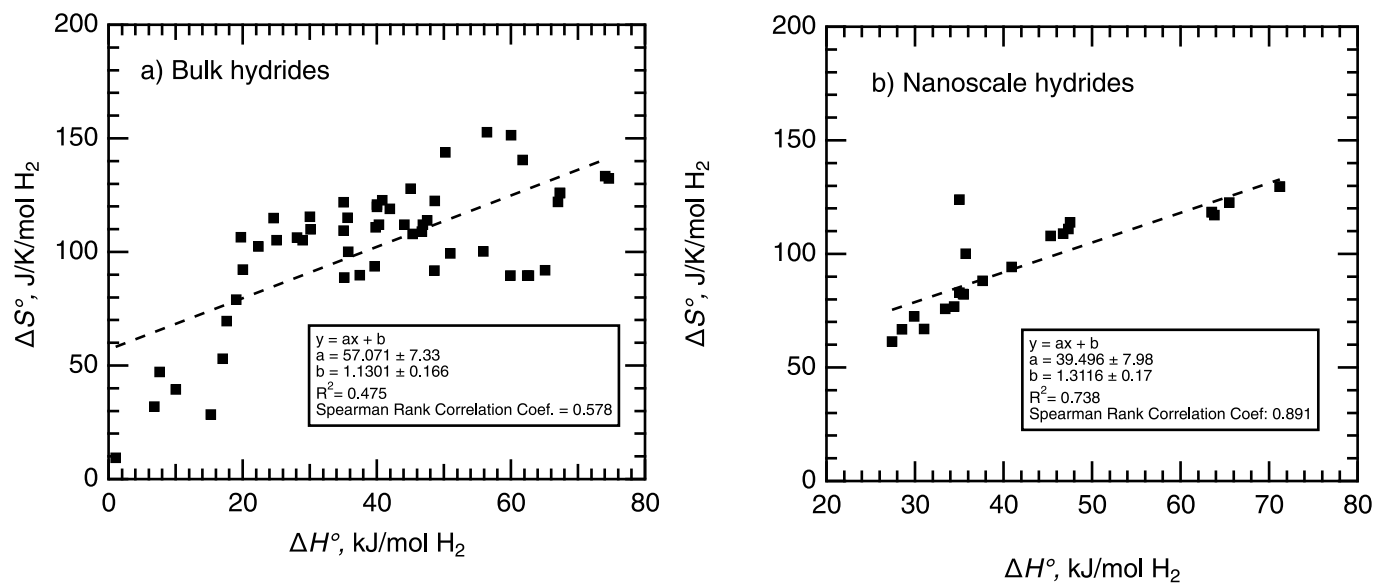 a) Bulk hydrides
200
150
100
50
0
ΔS°, J/K/mol H2
y = ax + b
a = 57.071 ± 7.33
b = 1.1301 ± 0.166
R2= 0.475
Spearman Rank Correlation Coef. = 0.578
0 20 40 60 80
ΔH°, kJ/mol H2
b) Nanoscale hydrides
200
150
100
50
0
ΔS°, J/K/mol H2
y = ax + b
a = 39.496 ± 7.98
b = 1.3116 ± 0.17
R2= 0.738
Spearman Rank Correlation Coef: 0.891
20 30 40 50 60 70 80
ΔH°, kJ/mol H2